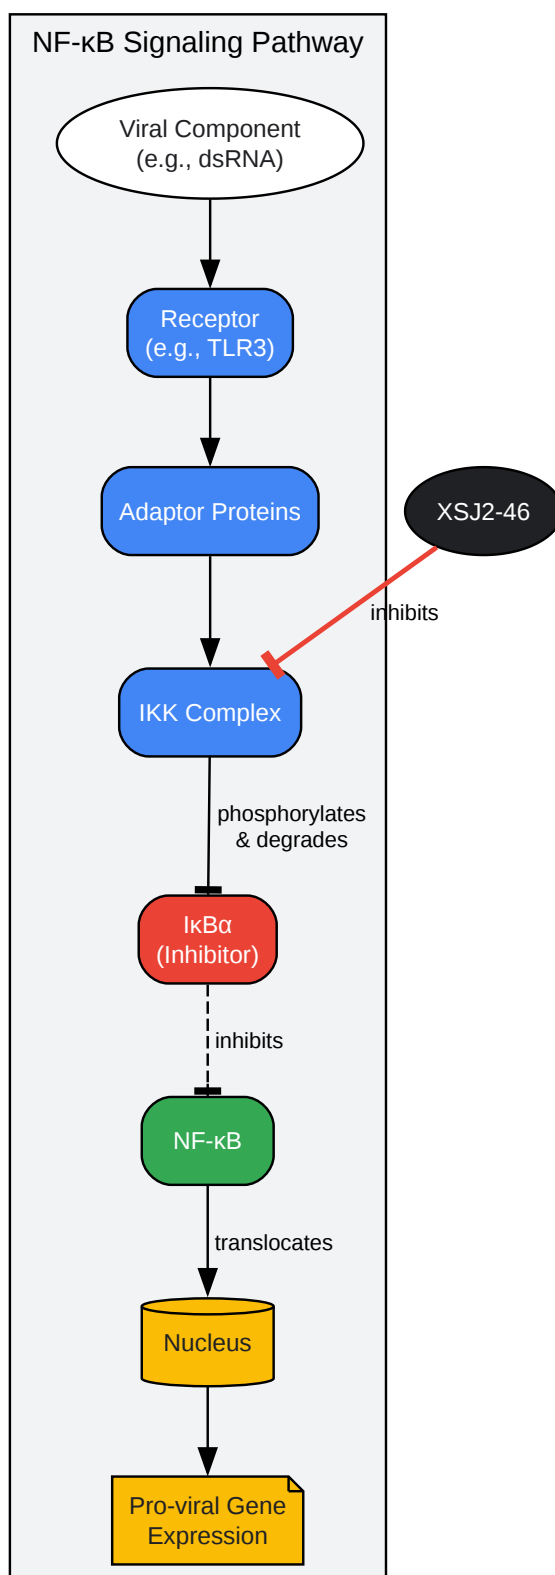 NF-κB Signaling Pathway
Viral Component
(e.g., dsRNA)
Receptor
(e.g., TLR3)
Adaptor Proteins
XSJ2-46
inhibits
IKK Complex
phosphorylates
& degrades
IκBα
(Inhibitor)
inhibits
NF-κB
translocates
Nucleus
Pro-viral Gene
Expression